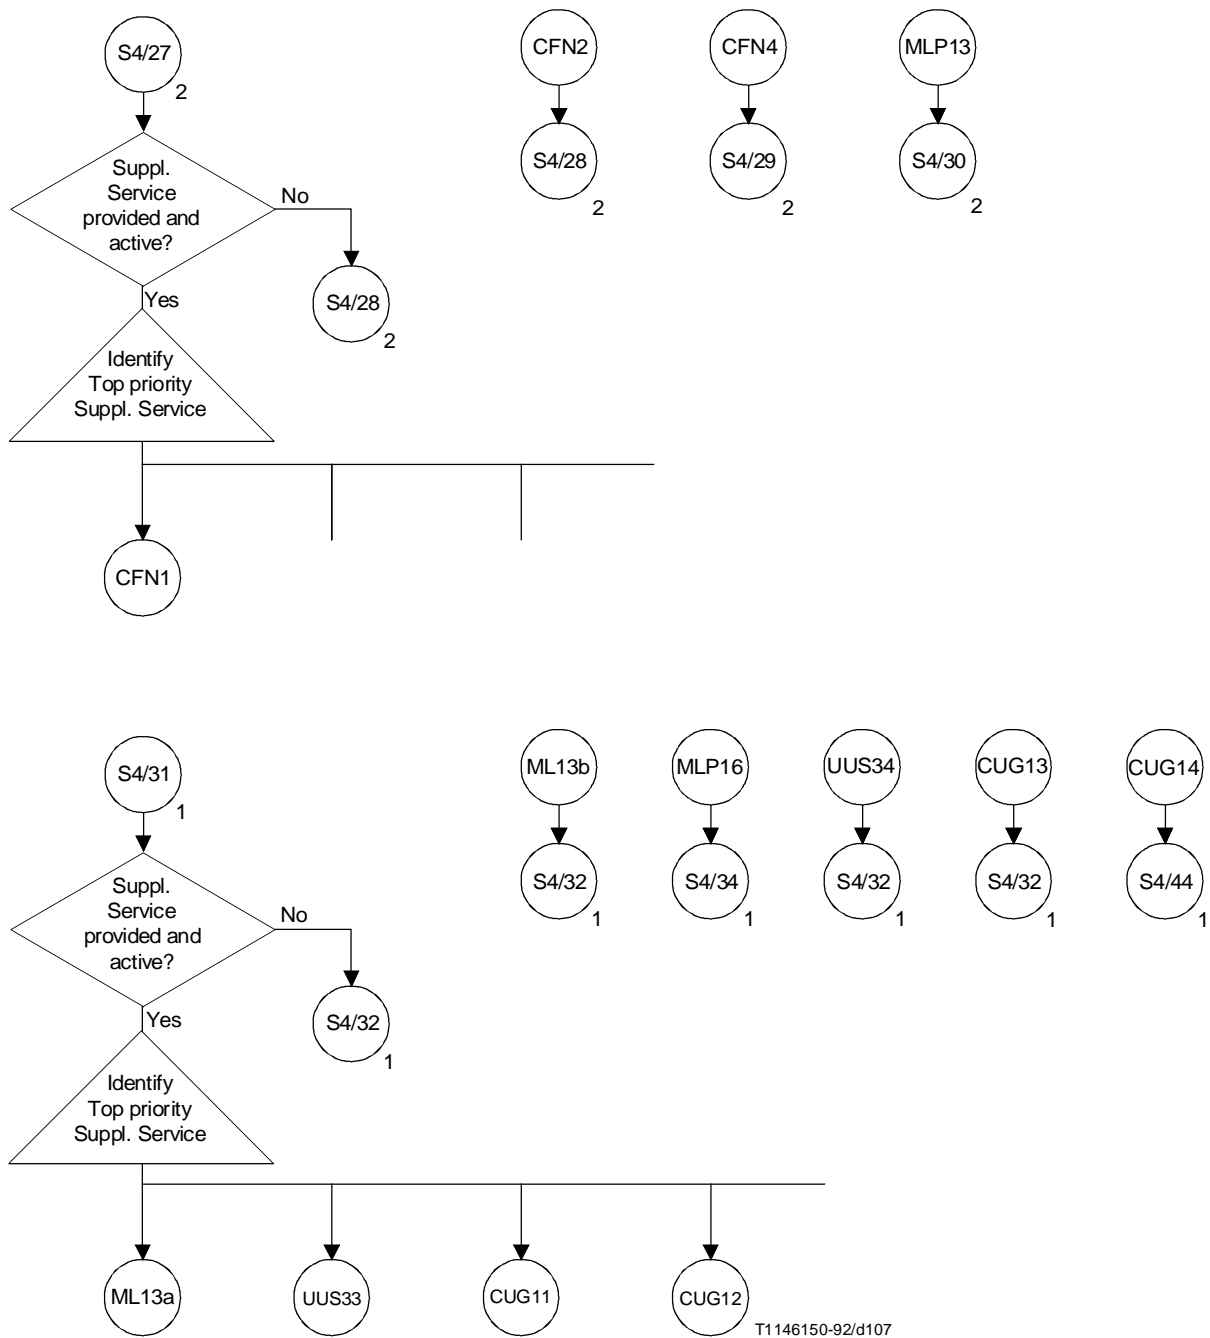 S4/27
2
CFN2
CFN4
MLP13
S4/28
2
S4/29
2
S4/30
2
Suppl.
Service
provided and
active?
No
S4/28
2
Yes
Identify
Top priority
Suppl. Service
CFN1
S4/31
1
ML13b
MLP16
UUS34
CUG13
CUG14
S4/32
1
S4/34
1
S4/32
1
S4/32
1
S4/44
1
Suppl.
Service
provided and
active?
No
S4/32
1
Yes
Identify
Top priority
Suppl. Service
ML13a
UUS33
CUG11
CUG12
T1146150-92/d107